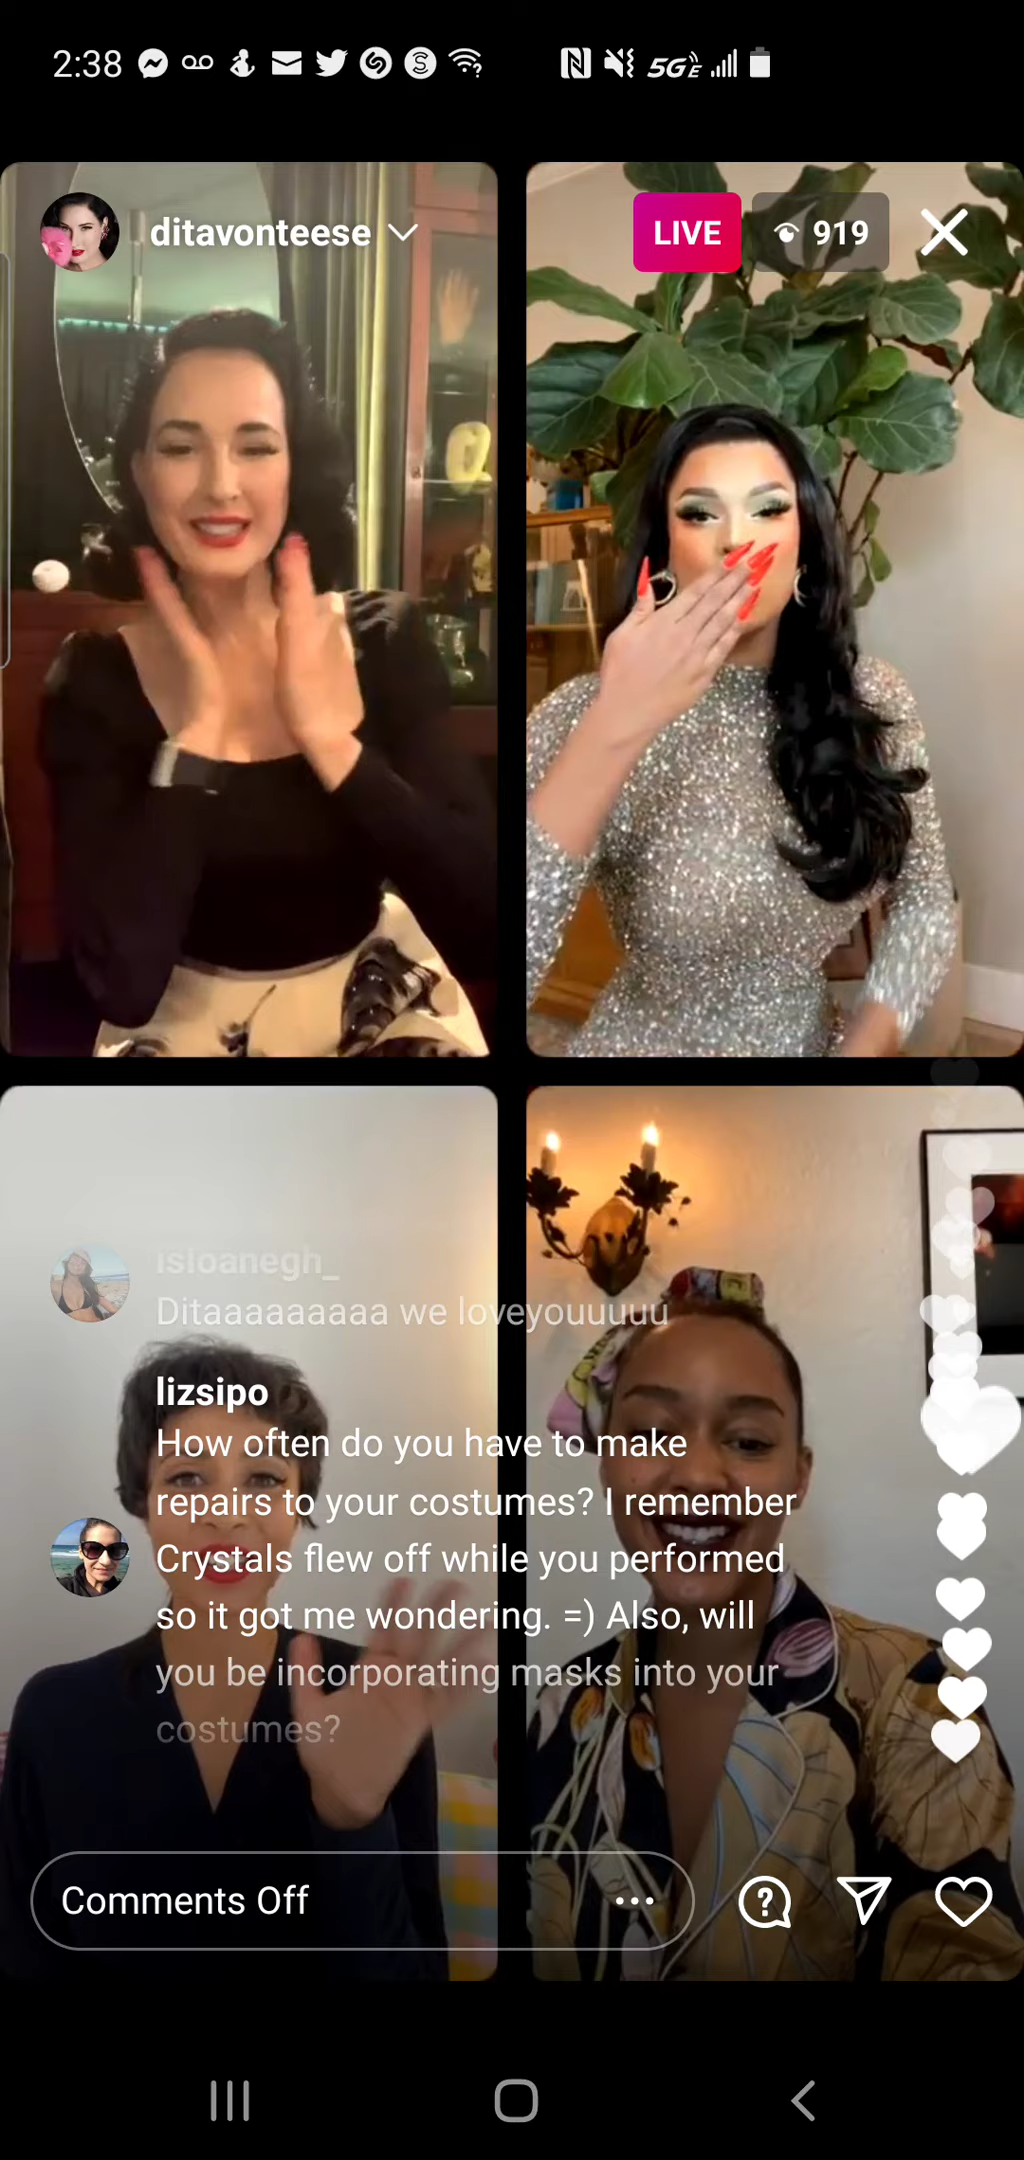 2:38 5GE
ditavonteese LIVE 919
isloanegh_
Ditaaaaaaaaa we loveyouuuuu
lizsipo
How often do you have to make
repairs to your costumes? I remember
Crystals flew off while you performed
so it got me wondering. =) Also, will
you be incorporating masks into your
costumes?
Comments Off